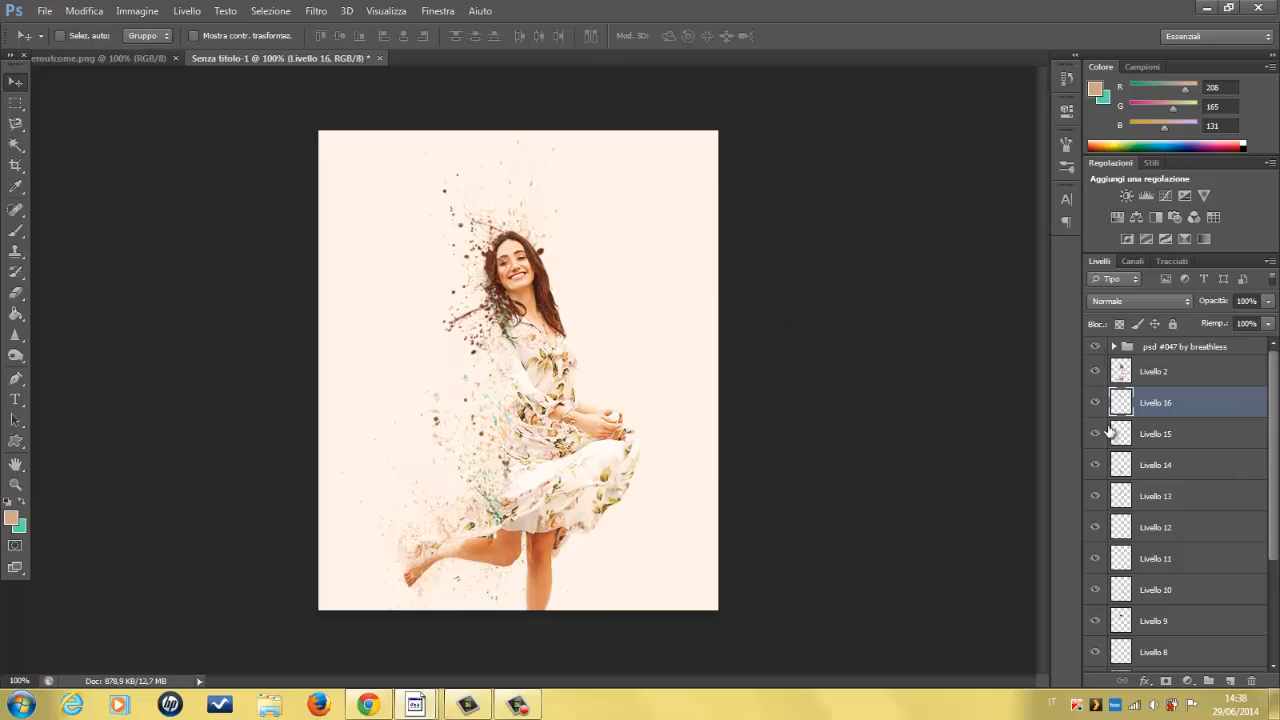 Ps File Modifica Immagine Livello Testo Selezione Filtro 3D Visualizza Finestra Aiuto
Selez. auto: Gruppo Mostra contr. trasformaz. Mod. 3D: Essenziali
eroutcome.png @ 100% (RGB/8) × Senza titolo-1 @ 100% (Livello 16, RGB/8) * ×
Colore Campioni
R 208
G 165
B 131
Regolazioni Stili
Aggiungi una regolazione
Livelli Canali Tracciati
Tipo
Normale Opacità: 100%
Bloc.: Riemp.: 100%
psd #047 by breathless
Livello 2
Livello 16
Livello 15
Livello 14
Livello 13
Livello 12
Livello 11
Livello 10
Livello 9
Livello 8
100% Doc: 878,9 KB/12,7 MB
IT 14:38
29/06/2014